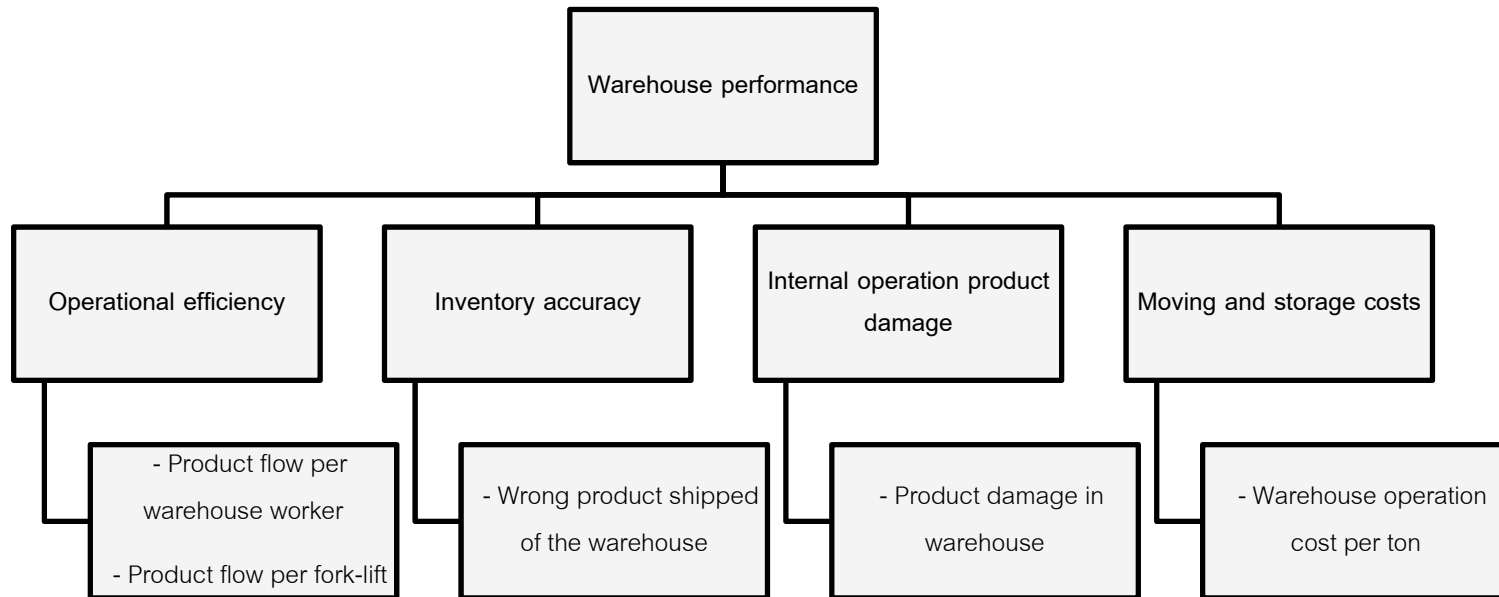 Warehouse performance
Operational efficiency
Inventory accuracy
Internal operation product
damage
Moving and storage costs
- Product flow per
warehouse worker
- Product flow per fork-lift
- Wrong product shipped
of the warehouse
- Product damage in
warehouse
- Warehouse operation
cost per ton